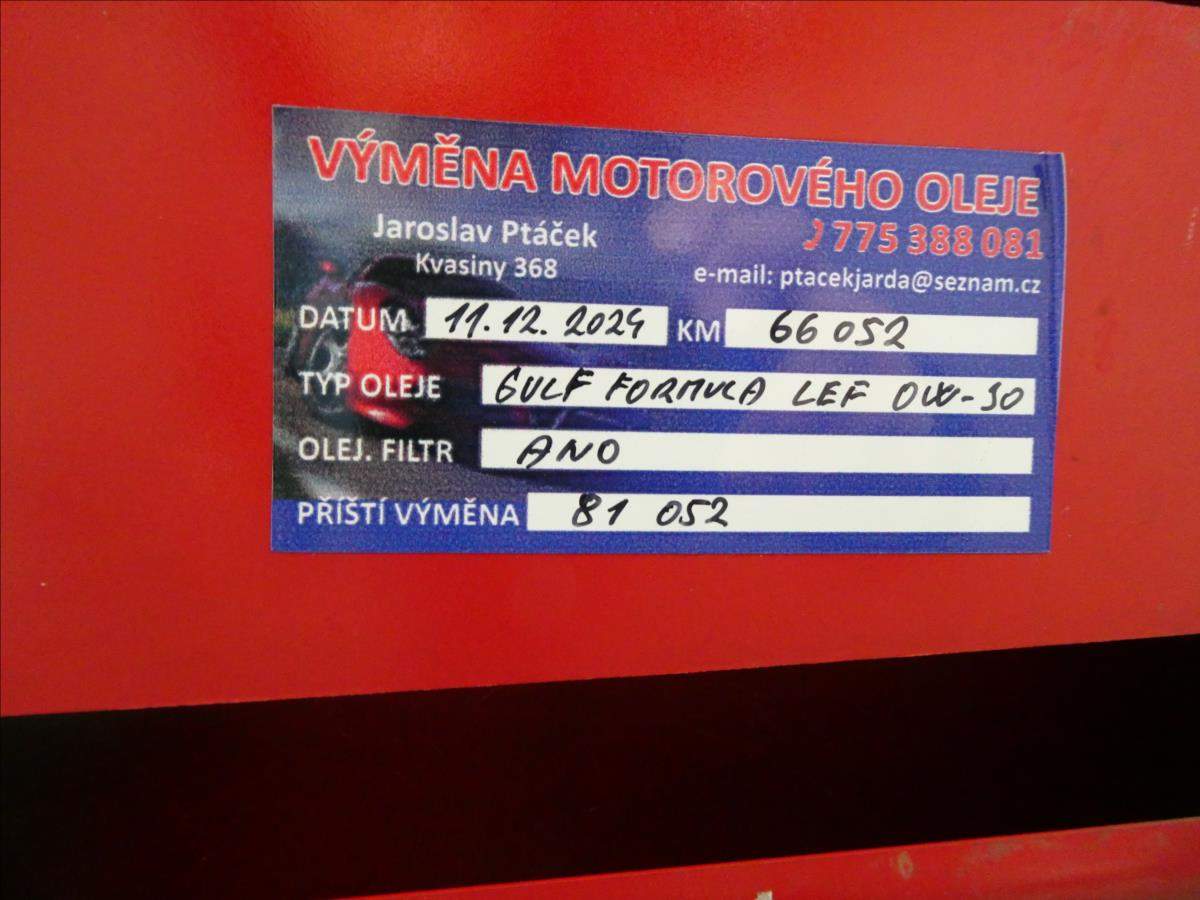 VÝMĚNA MOTOROVÉHO OLEJE
Jaroslav Ptáček
775 388 081
Kvasiny 368
e-mail: ptacekjarda@seznam.cz
DATUM 11.12. 2024 KM 66 052
TYP OLEJE GULF FORMULA LEF 0W-30
OLEJ. FILTR ANO
PŘÍŠTÍ VÝMĚNA 81 052